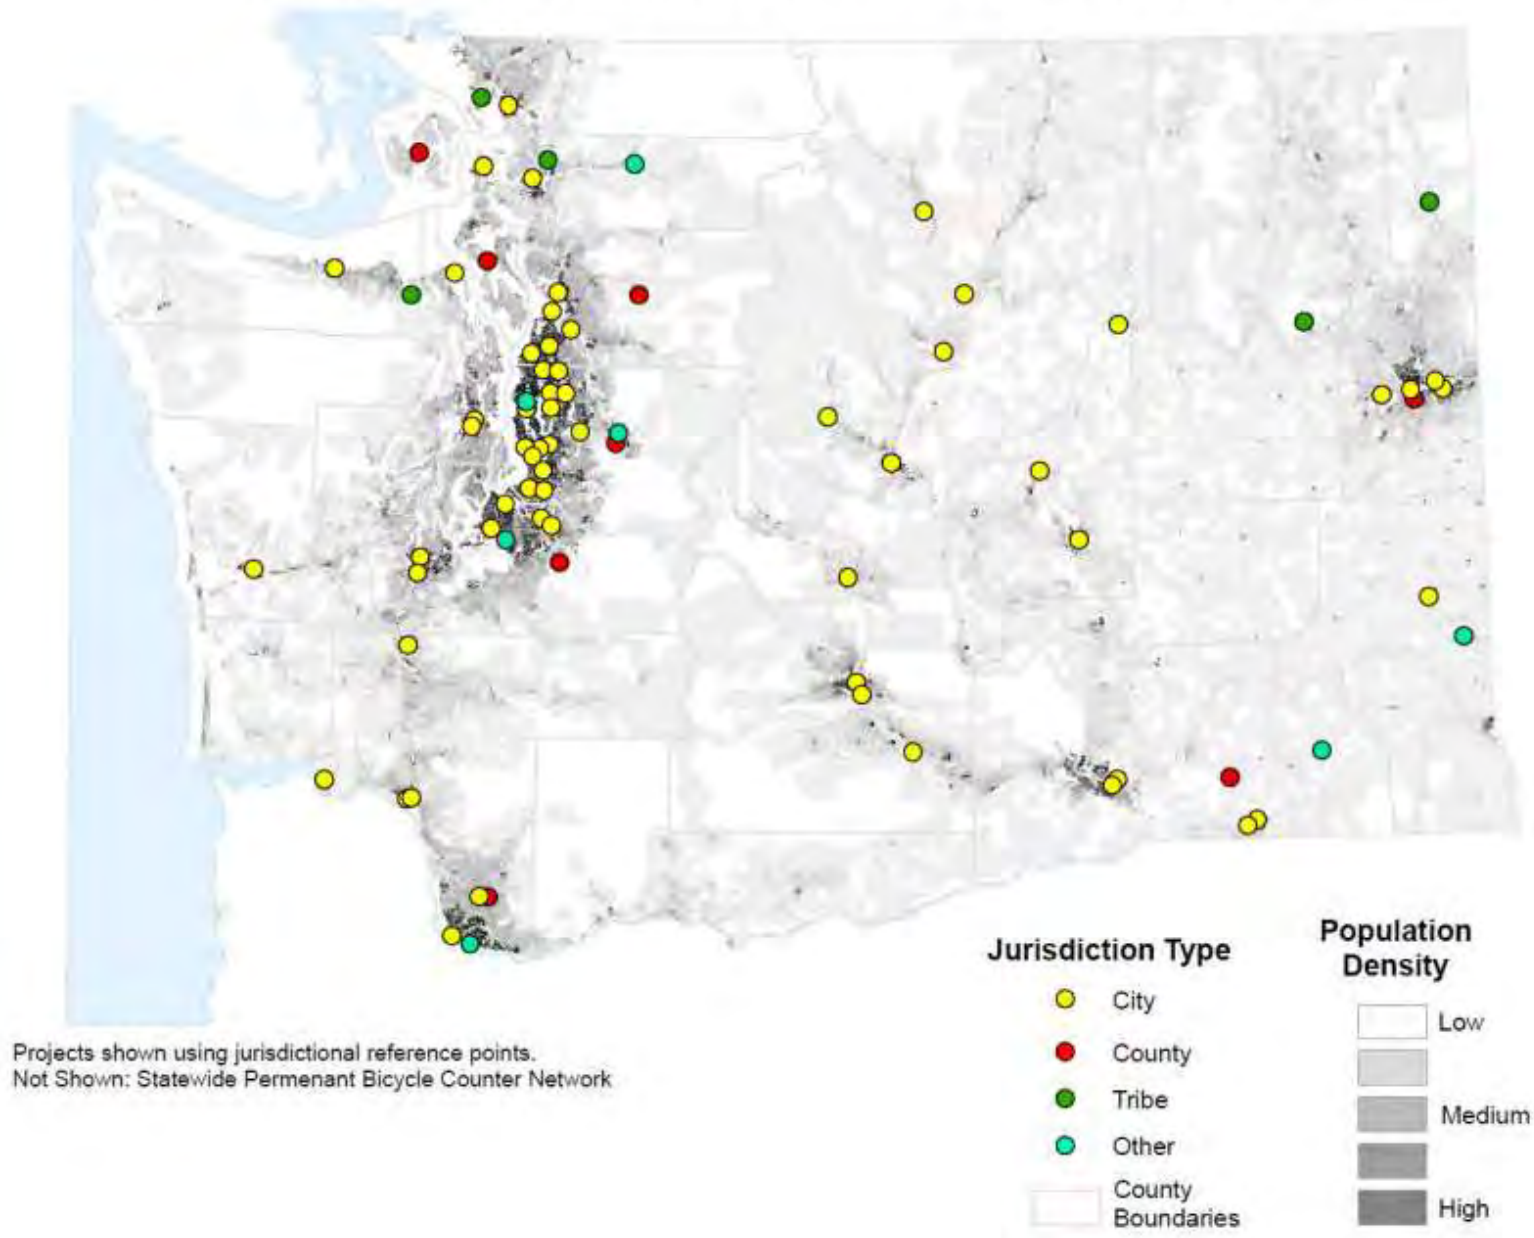 Projects shown using jurisdictional reference points.
Not Shown: Statewide Permenant Bicycle Counter Network
Jurisdiction Type
City
County
Tribe
Other
County
Boundaries
Population
Density
Low
Medium
High